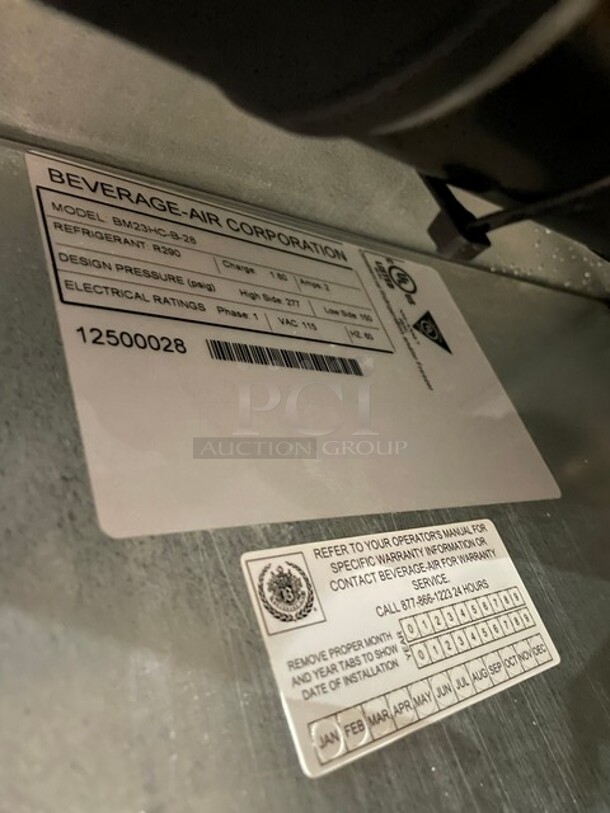 BEVERAGE-AIR CORPORATION
MODEL: BM23HC-B-28
REFRIGERANT: R290 Charge: 1.60 Amps: 2
DESIGN PRESSURE (psig) High Side: 277 Low Side: 150
ELECTRICAL RATINGS Phase: 1 VAC: 115 HZ: 60
12500028
PCI
AUCTION GROUP
REFER TO YOUR OPERATOR'S MANUAL FOR
SPECIFIC WARRANTY INFORMATION OR
CONTACT BEVERAGE-AIR FOR WARRANTY
SERVICE.
CALL 877-866-1223 24 HOURS
REMOVE PROPER MONTH
AND YEAR TABS TO SHOW
DATE OF INSTALLATION
YEAR
0 1 2 3 4 5 6 7 8 9
0 1 2 3 4 5 6 7 8 9
JAN FEB MAR APR MAY JUN JUL AUG SEP OCT NOV DEC